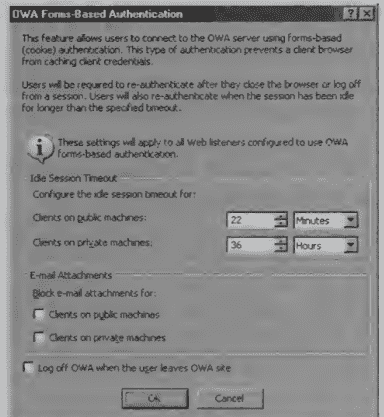 OWA Forms-Based Authentication
This feature allows users to connect to the OWA server using forms-based
(cookie) authentication. This type of authentication prevents a client browser
from caching client credentials.
Users will be required to re-authenticate after they close the browser or log off
from a session. Users will also re-authenticate when the session has been idle
for longer than the specified timeout.
These settings will apply to all Web listeners configured to use OWA
forms-based authentication.
Idle Session Timeout
Configure the idle session timeout for:
Clients on public machines: 22 Minutes
Clients on private machines: 36 Hours
E-mail Attachments
Block e-mail attachments for:
Clients on public machines
Clients on private machines
Log off OWA when the user leaves OWA site
OK Cancel